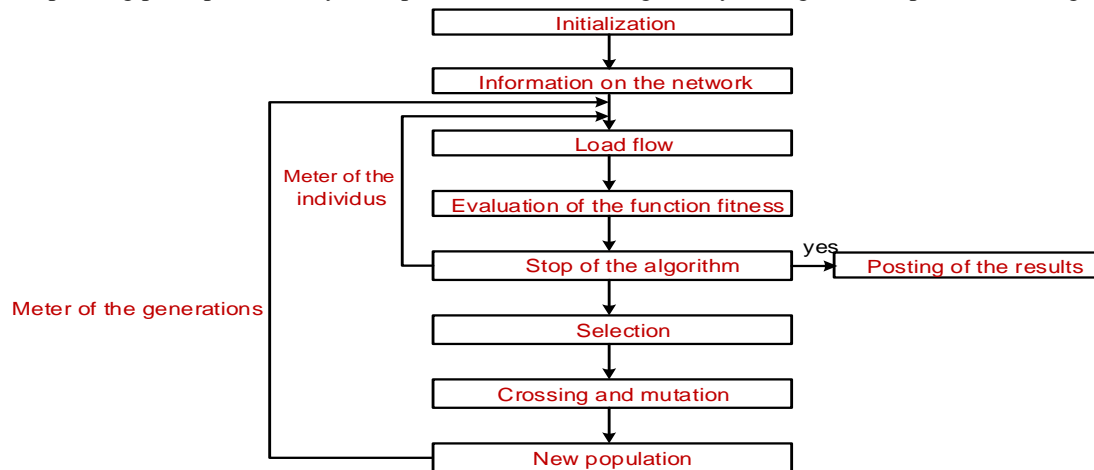 Initialization
Information on the network
Load flow
Meter of the
individus
Evaluation of the function fitness
yes
Stop of the algorithm
Posting of the results
Meter of the generations
Selection
Crossing and mutation
New population